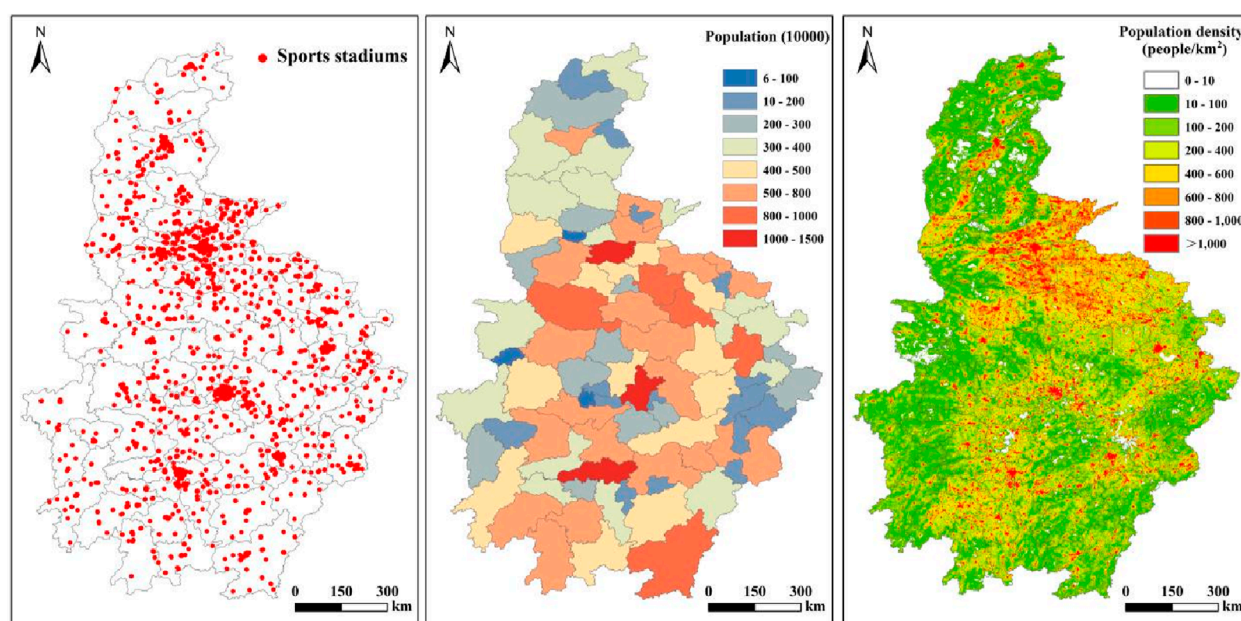 N
Sports stadiums
0 150 300
km
N
Population (10000)
6 - 100
10 - 200
200 - 300
300 - 400
400 - 500
500 - 800
800 - 1000
1000 - 1500
0 150 300
km
N
Population density
(people/km²)
0 - 10
10 - 100
100 - 200
200 - 400
400 - 600
600 - 800
800 - 1,000
>1,000
0 150 300
km